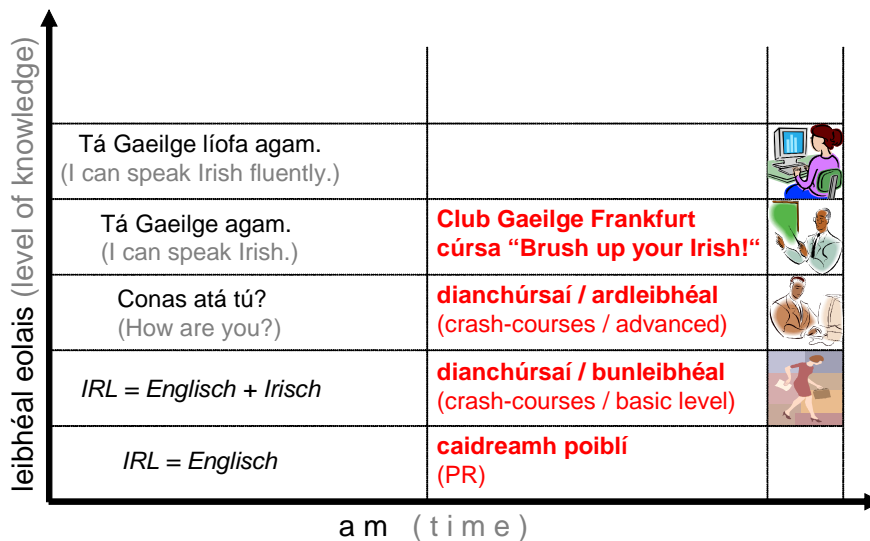 leibhéal eolais (level of knowledge)
Tá Gaeilge líofa agam.
(I can speak Irish fluently.)
Tá Gaeilge agam.
(I can speak Irish.)
Club Gaeilge Frankfurt
cúrsa “Brush up your Irish!“
Conas atá tú?
(How are you?)
dianchúrsaí / ardleibhéal
(crash-courses / advanced)
IRL = Englisch + Irisch
dianchúrsaí / bunleibhéal
(crash-courses / basic level)
IRL = Englisch
caidreamh poiblí
(PR)
am (time)